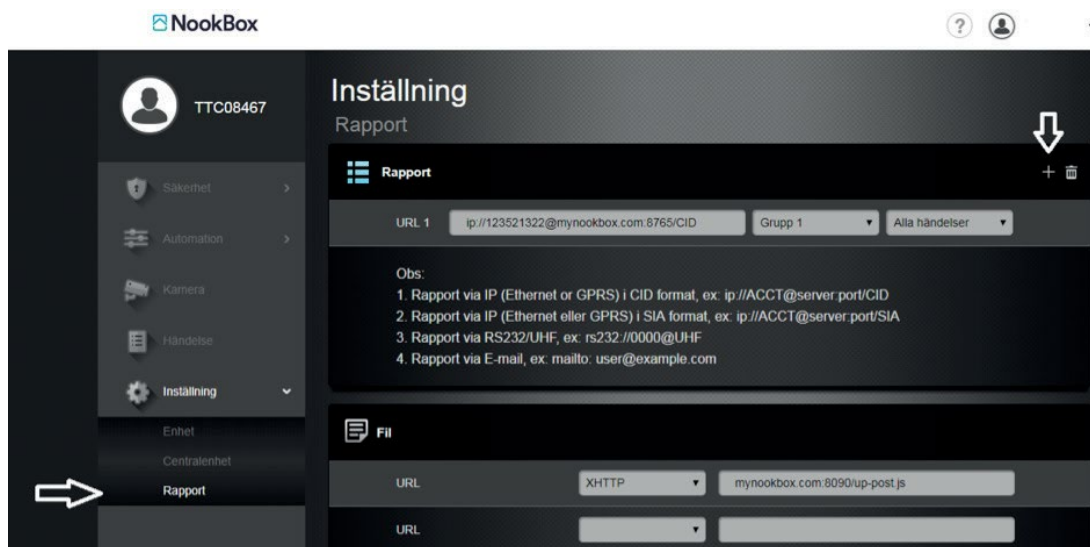 NookBox
?
TTC08467
Säkerhet
Automation
Kamera
Händelse
Inställning
Enhet
Centralenhet
Rapport
Inställning
Rapport
Rapport
URL 1 ip://123521322@mynookbox.com:8765/CID Grupp 1 Alla händelser
Obs:
1. Rapport via IP (Ethernet or GPRS) i CID format, ex: ip://ACCT@server:port/CID
2. Rapport via IP (Ethernet eller GPRS) i SIA format, ex: ip://ACCT@server:port/SIA
3. Rapport via RS232/UHF, ex: rs232://0000@UHF
4. Rapport via E-mail, ex: mailto: user@example.com
Fil
URL XHTTP mynookbox.com:8090/up-post.js
URL